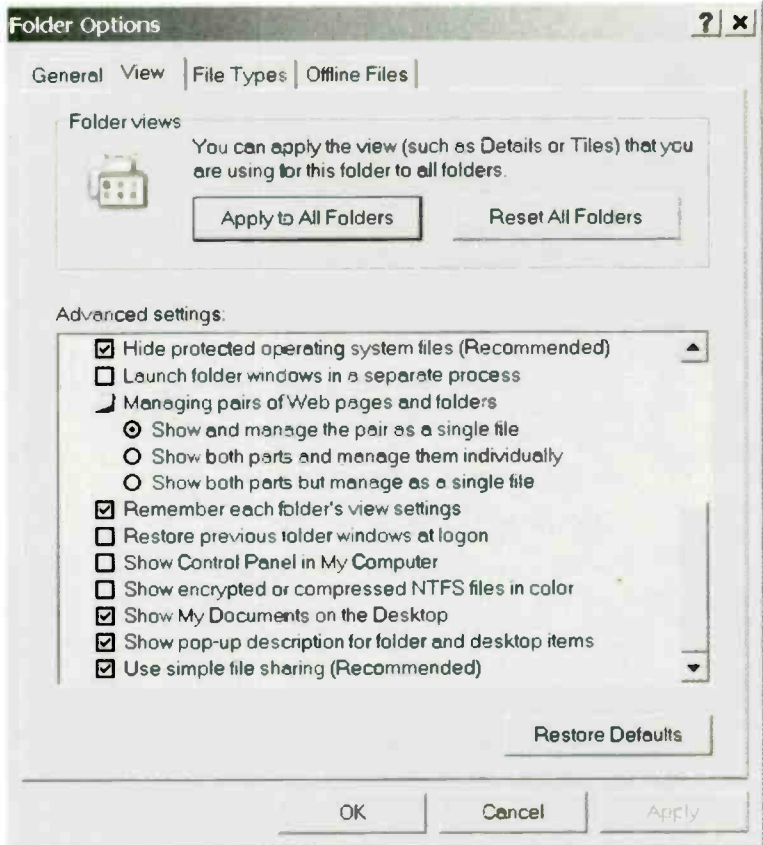 Folder Options
General View File Types Offline Files
Folder views
You can apply the view (such as Details or Tiles) that you
are using for this folder to all folders.
Apply to All Folders Reset All Folders
Advanced settings:
Hide protected operating system files (Recommended)
Launch folder windows in a separate process
Managing pairs of Web pages and folders
Show and manage the pair as a single file
Show both parts and manage them individually
Show both parts but manage as a single file
Remember each folder's view settings
Restore previous folder windows at logon
Show Control Panel in My Computer
Show encrypted or compressed NTFS files in color
Show My Documents on the Desktop
Show pop-up description for folder and desktop items
Use simple file sharing (Recommended)
Restore Defaults
OK Cancel Apply